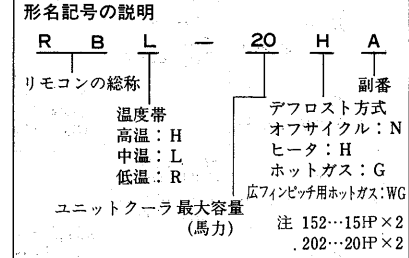 形名記号の説明
R B L - 20 H A
リモコンの総称
副番
温度帯
高温：H
中温：L
低温：R
デフロスト方式
オフサイクル：N
ヒータ：H
ホットガス：G
広フィンピッチ用ホットガス：WG
ユニットクーラ最大容量
(馬力)
注 152…15HP×2
202…20HP×2